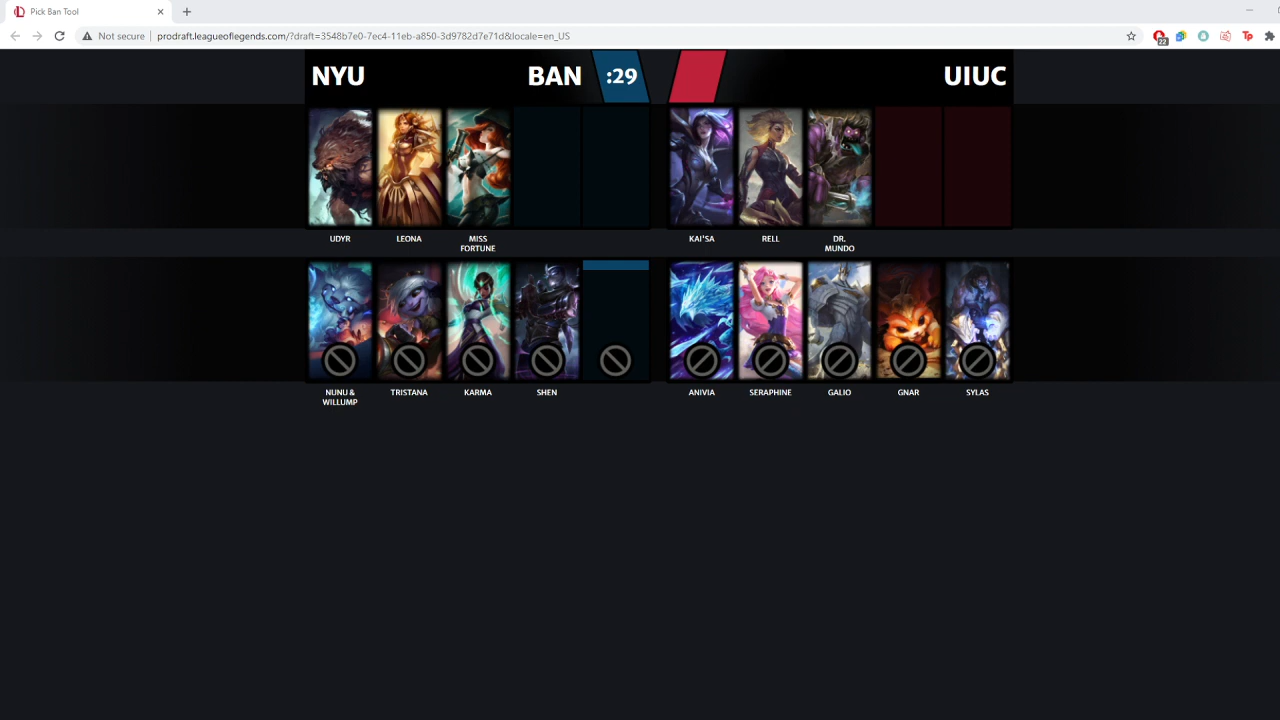 Pick Ban Tool
Not secure
prodraft.leagueoflegends.com/?draft=3548b7e0-7ec4-11eb-a850-3d9782d7e71d&locale=en_US
22
Tp
NYU
BAN
:29
UIUC
UDYR
LEONA
MISS
FORTUNE
KAI'SA
RELL
DR.
MUNDO
NUNU &
WILLUMP
TRISTANA
KARMA
SHEN
ANIVIA
SERAPHINE
GALIO
GNAR
SYLAS